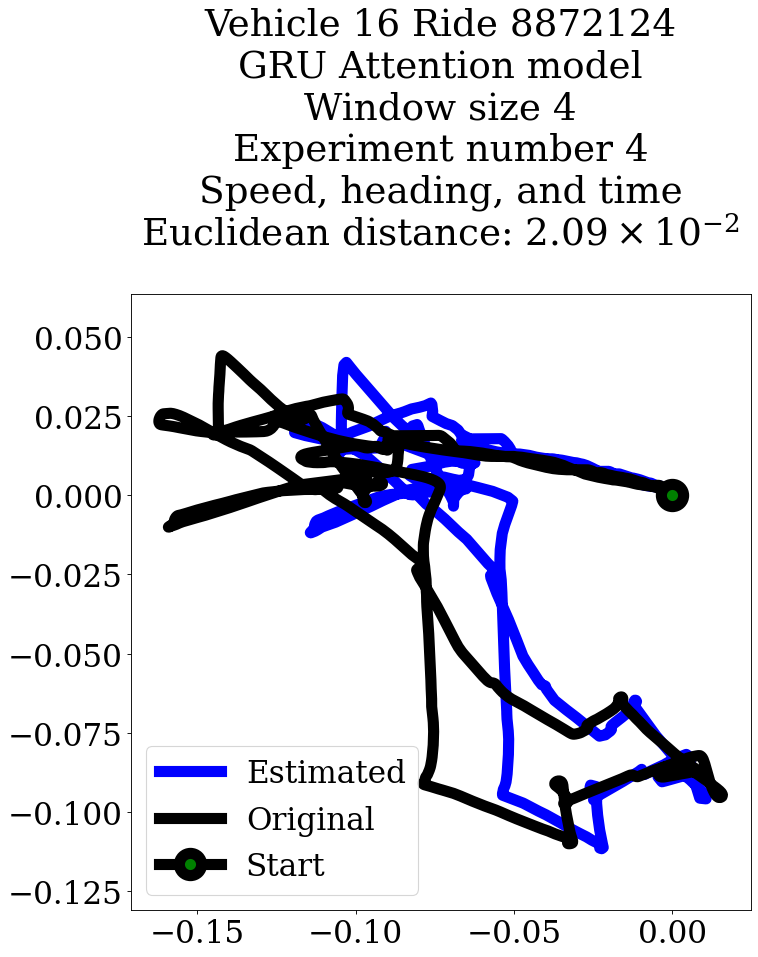 Vehicle 16 Ride 8872124
GRU Attention model
Window size 4
Experiment number 4
Speed, heading, and time
Euclidean distance: 2.09 × 10⁻²
0.050
0.025
0.000
−0.025
−0.050
−0.075
−0.100
−0.125
Estimated
Original
Start
−0.15
−0.10
−0.05
0.00